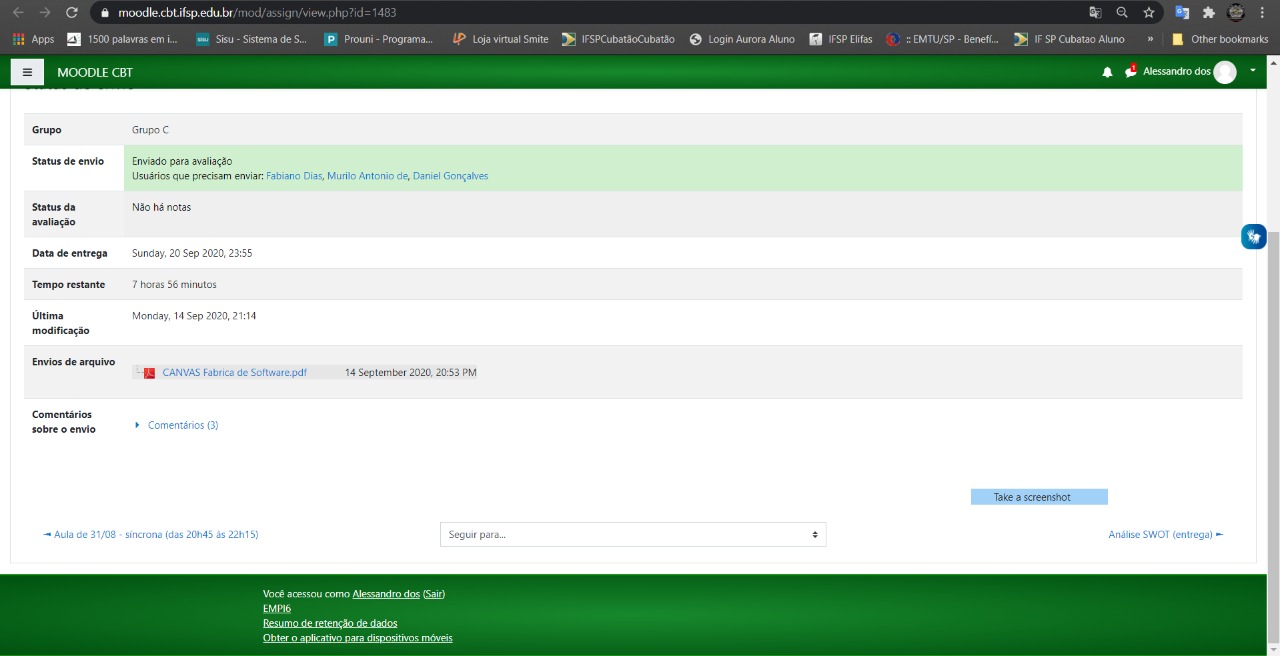 moodle.cbt.ifsp.edu.br/mod/assign/view.php?id=1483
Apps 1500 palavras em i... Sisu - Sistema de S... Prouni - Programa... Loja virtual Smite IFSPCubatãoCubatão Login Aurora Aluno IFSP Elifas :: EMTU/SP - Benefí... IF SP Cubatao Aluno » Other bookmarks
MOODLE CBT
1
Alessandro dos
Grupo Grupo C
Status de envio Enviado para avaliação
Usuários que precisam enviar: Fabiano Dias, Murilo Antonio de, Daniel Gonçalves
Status da Não há notas
avaliação
Data de entrega Sunday, 20 Sep 2020, 23:55
Tempo restante 7 horas 56 minutos
Última Monday, 14 Sep 2020, 21:14
modificação
Envios de arquivo
CANVAS Fabrica de Software.pdf 14 September 2020, 20:53 PM
Comentários
sobre o envio
Comentários (3)
Take a screenshot
◄ Aula de 31/08 - síncrona (das 20h45 às 22h15) Seguir para... Análise SWOT (entrega) ►
Você acessou como Alessandro dos (Sair)
EMPI6
Resumo de retenção de dados
Obter o aplicativo para dispositivos móveis